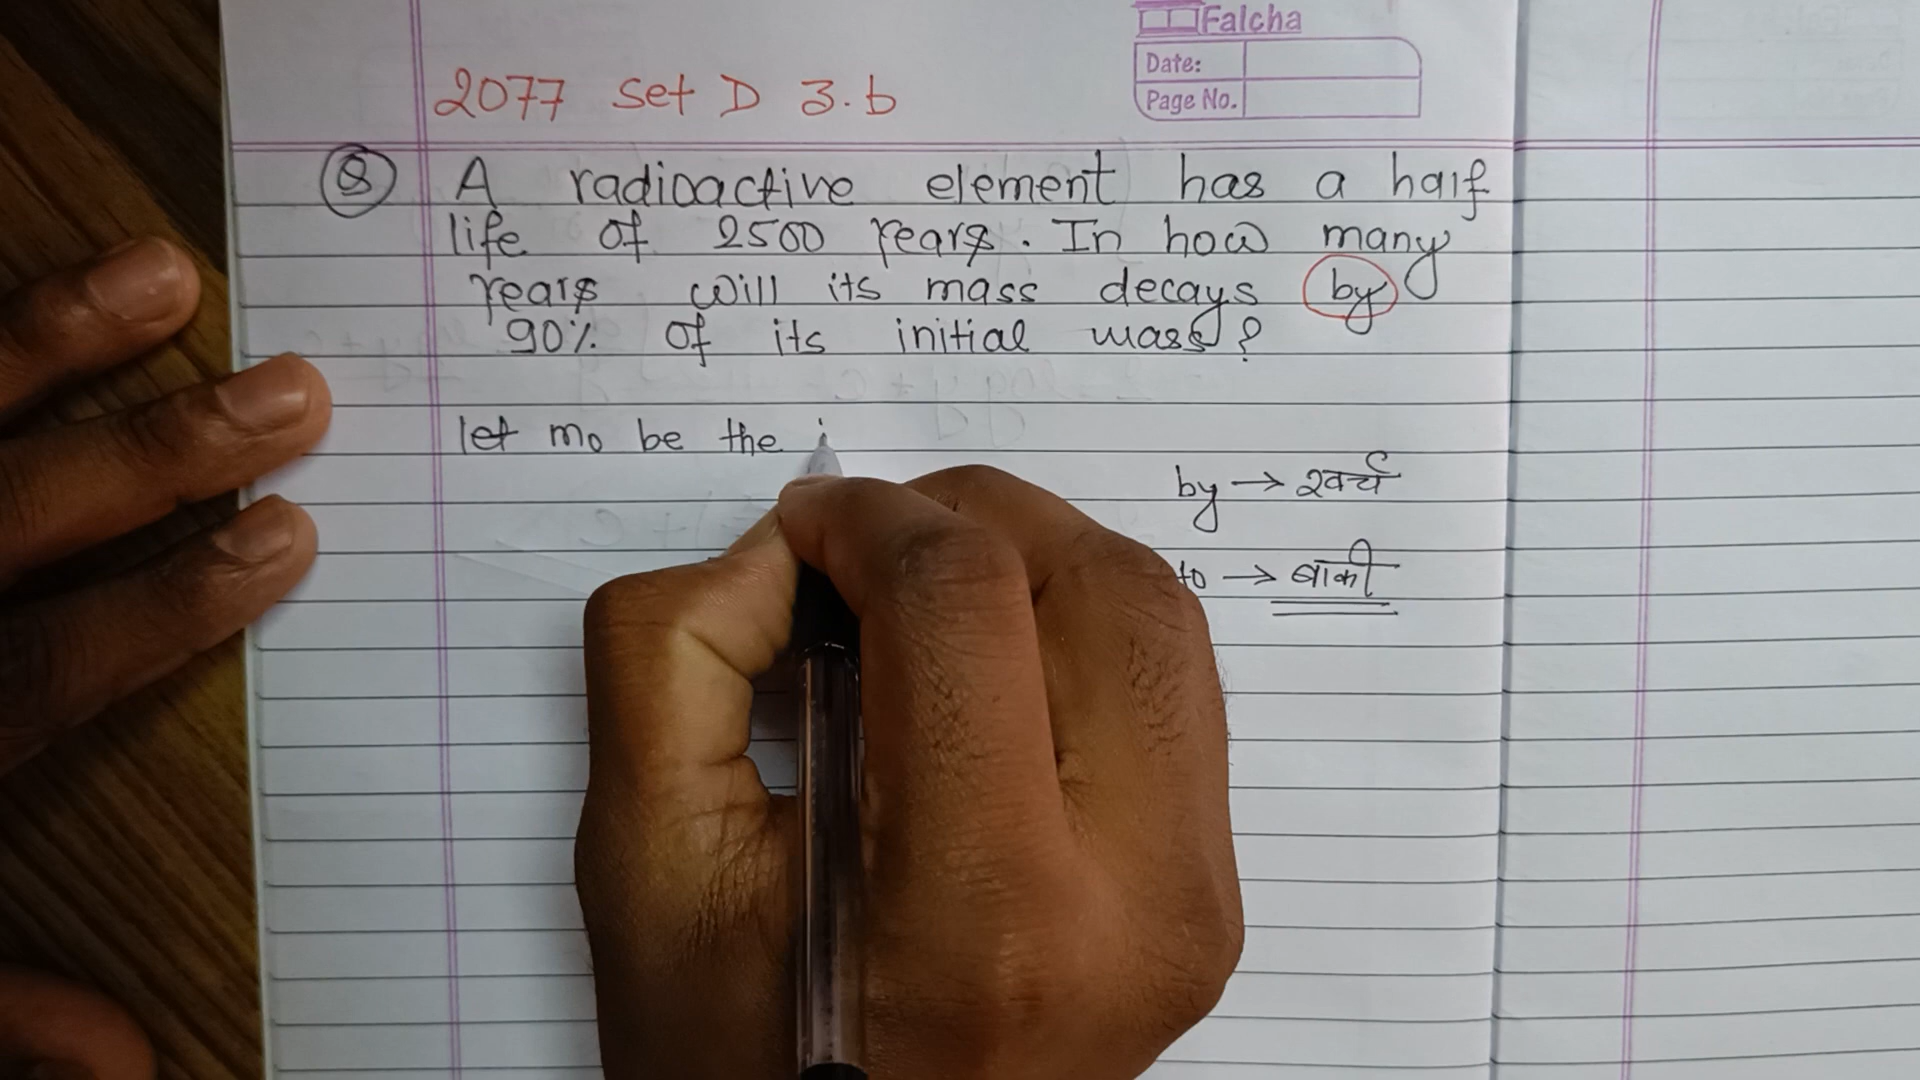 Falcha
Date:
Page No.
2077 Set D 3.b
Q A radioactive element has a half
life of 2500 years. In how many
years will its mass decays by
90% of its initial mass?
let m₀ be the i
by → खर्च
to → बाकी